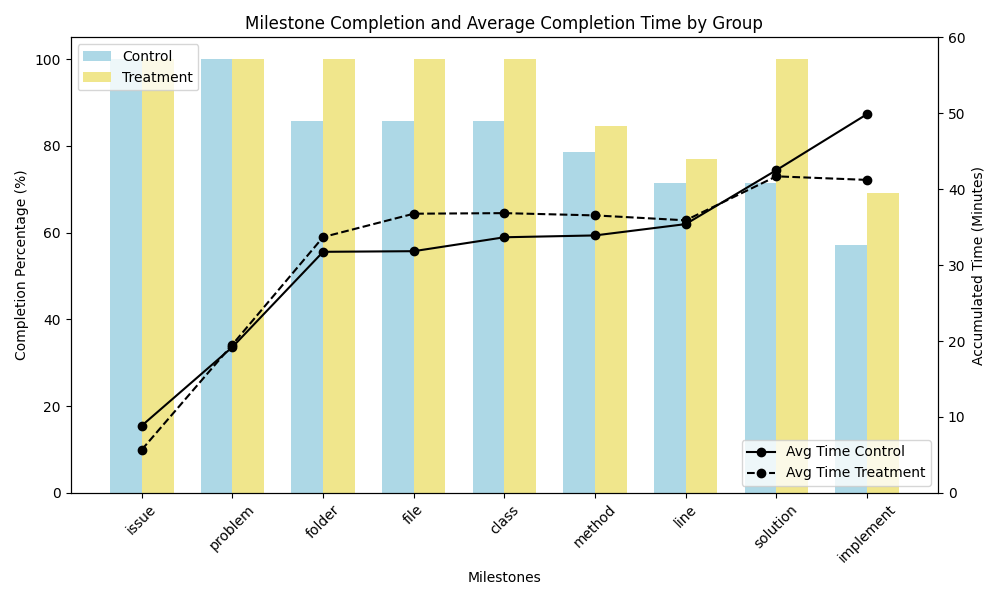 Milestone Completion and Average Completion Time by Group
Control
Treatment
Completion Percentage (%)
100
80
60
40
20
0
Accumulated Time (Minutes)
60
50
40
30
20
10
0
Avg Time Control
Avg Time Treatment
issue
problem
folder
file
class
method
line
solution
implement
Milestones